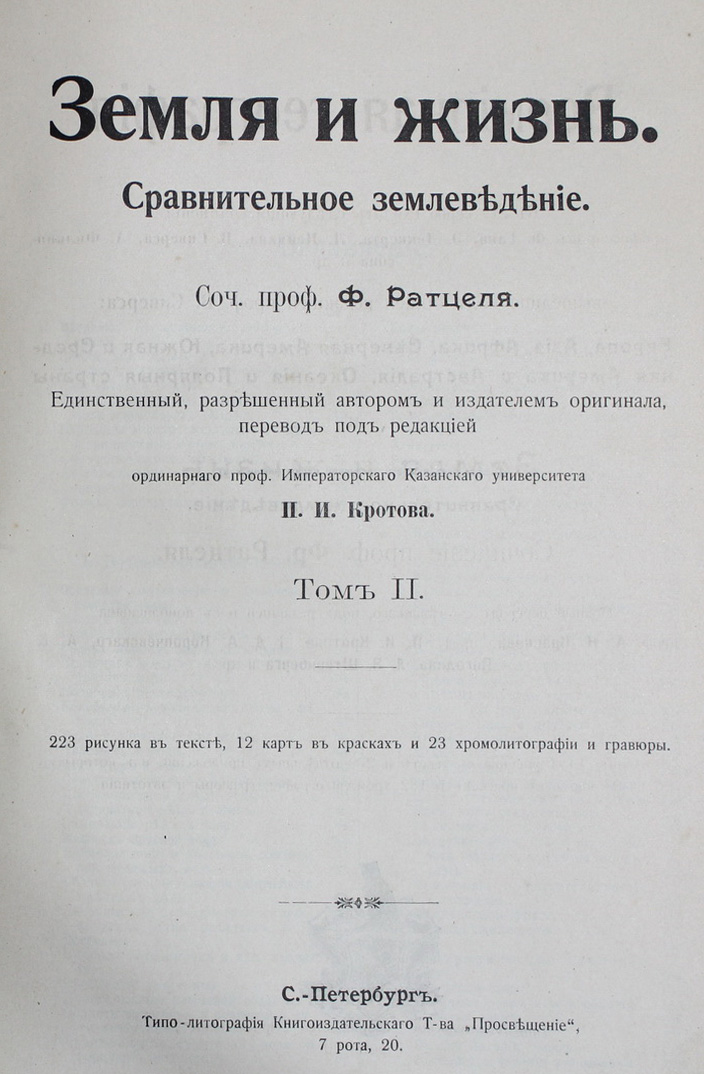 Земля и жизнь.
Сравнительное землевѣдѣніе.
Соч. проф. Ф. Ратцеля.
Единственный, разрѣшенный авторомъ и издателемъ оригинала,
переводъ подъ редакціей
ординарнаго проф. Императорскаго Казанскаго университета
П. И. Кротова.
Томъ II.
223 рисунка въ текстѣ, 12 картъ въ краскахъ и 23 хромолитографіи и гравюры.
С.-Петербургъ.
Типо-литографія Книгоиздательскаго Т-ва „Просвѣщеніе“,
7 рота, 20.